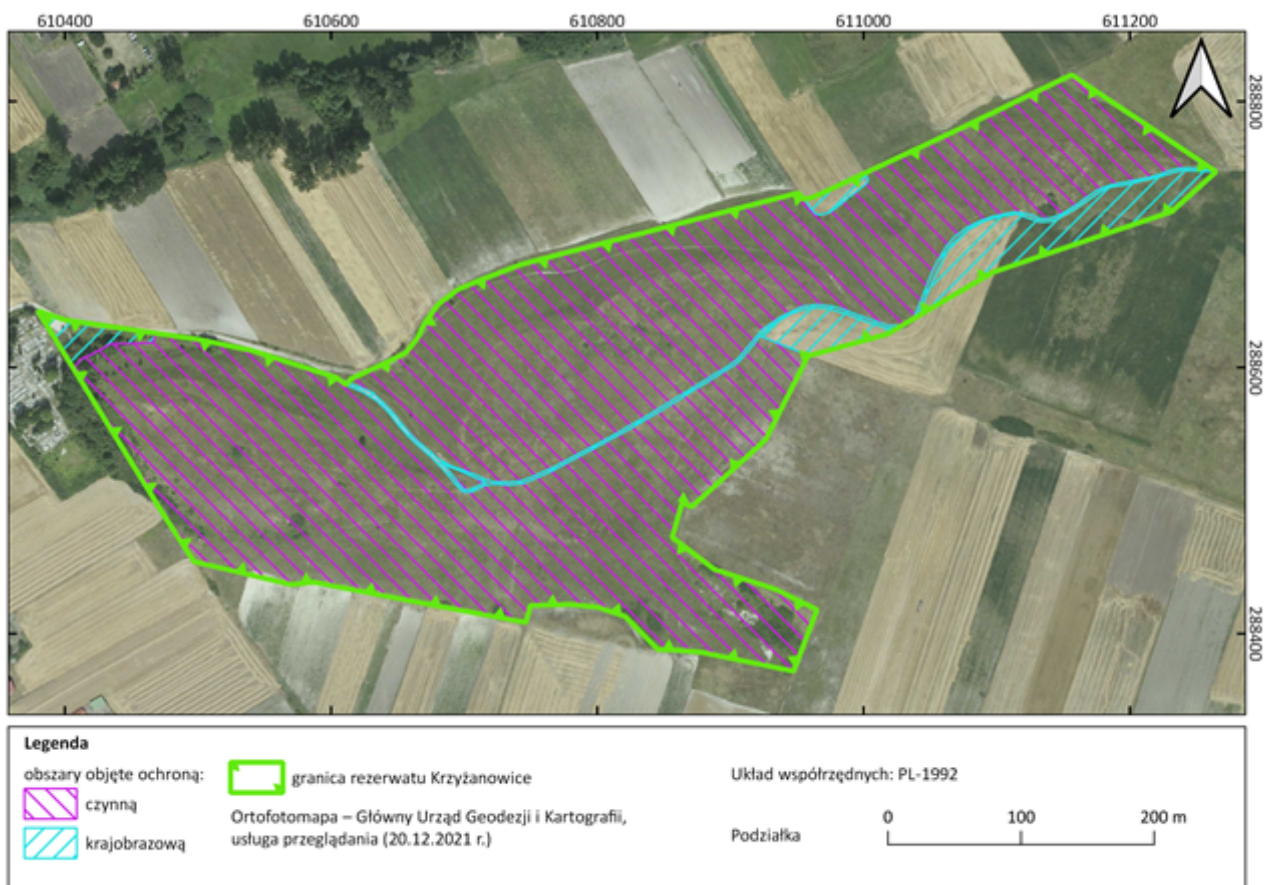 610400 610600 610800 611000 611200
288800
288600
288400
Legenda
obszary objęte ochroną:
czynną
krajobrazową
granica rezerwatu Krzyżanowice
Ortofotomapa – Główny Urząd Geodezji i Kartografii,
usługa przeglądania (20.12.2021 r.)
Układ współrzędnych: PL-1992
Podziałka
0 100 200 m